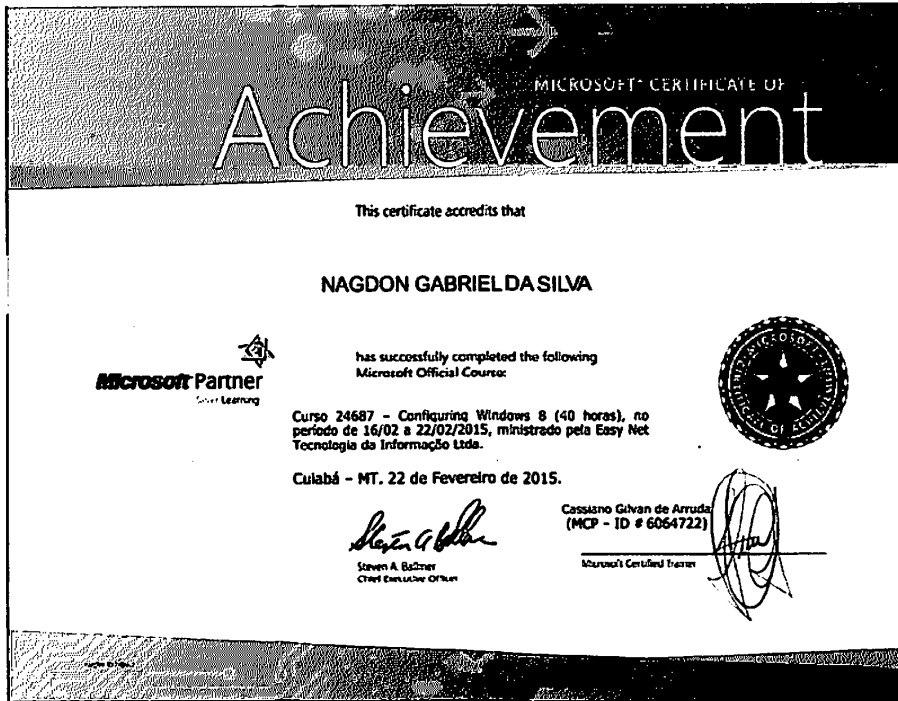 MICROSOFT® CERTIFICATE OF
Achievement
This certificate accredits that
NAGDON GABRIEL DA SILVA
Microsoft Partner
Silver Learning
has successfully completed the following
Microsoft Official Course:
Curso 24687 – Configuring Windows 8 (40 horas), no
período de 16/02 a 22/02/2015, ministrado pela Easy Net
Tecnologia da Informação Ltda.
Cuiabá – MT. 22 de Fevereiro de 2015.
Cassiano Gilvan de Arruda
(MCP – ID # 6064722)
Steven A. Ballmer
Chief Executive Officer
Microsoft Certified Trainer